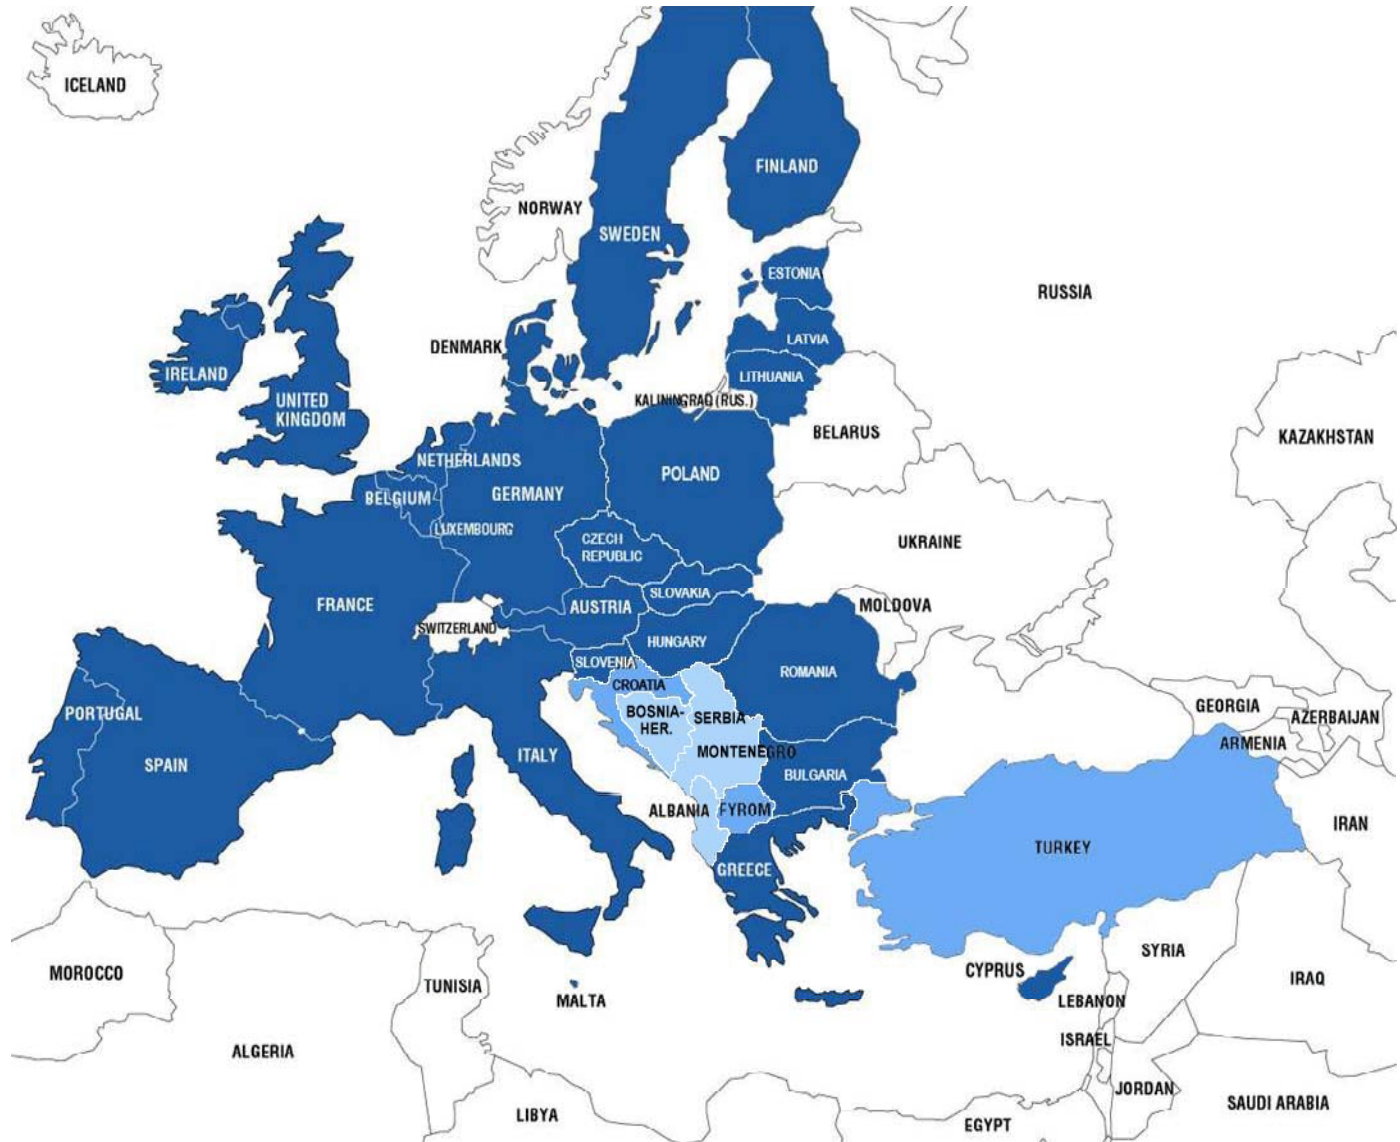 ICELAND
FINLAND
NORWAY
SWEDEN
ESTONIA
RUSSIA
LATVIA
DENMARK
IRELAND
LITHUANIA
UNITED
KINGDOM
KALININGRAD (RUS.)
BELARUS
KAZAKHSTAN
NETHERLANDS
POLAND
BELGIUM
GERMANY
LUXEMBOURG
CZECH
REPUBLIC
UKRAINE
SLOVAKIA
FRANCE
AUSTRIA
MOLDOVA
SWITZERLAND
HUNGARY
SLOVENIA
ROMANIA
CROATIA
GEORGIA
PORTUGAL
BOSNIA-
HER.
SERBIA
AZERBAIJAN
ARMENIA
MONTENEGRO
ITALY
SPAIN
BULGARIA
ALBANIA
FYROM
IRAN
TURKEY
GREECE
SYRIA
MOROCCO
CYPRUS
IRAQ
TUNISIA
MALTA
LEBANON
ISRAEL
ALGERIA
JORDAN
SAUDI ARABIA
LIBYA
EGYPT